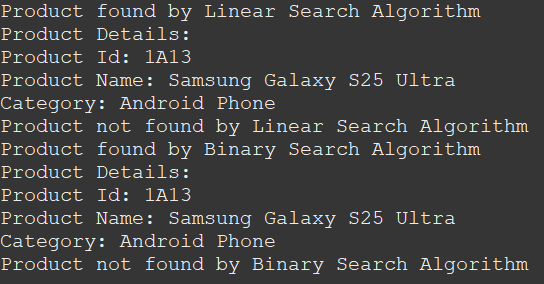 Product found by Linear Search Algorithm
Product Details:
Product Id: 1A13
Product Name: Samsung Galaxy S25 Ultra
Category: Android Phone
Product not found by Linear Search Algorithm
Product found by Binary Search Algorithm
Product Details:
Product Id: 1A13
Product Name: Samsung Galaxy S25 Ultra
Category: Android Phone
Product not found by Binary Search Algorithm